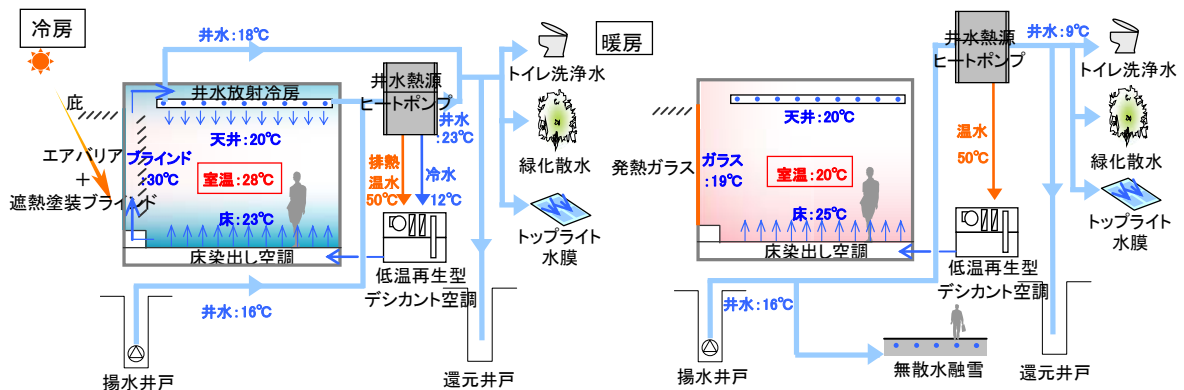 冷房
井水：18℃
トイレ洗浄水
緑化散水
トップライト
水膜
井水熱源
ヒートポンプ
井水
：23℃
井水放射冷房
天井：20℃
庇
エアバリア
＋
遮熱塗装ブラインド
ブラインド
：30℃
室温：28℃
床：23℃
排熱
温水
50℃
冷水
12℃
床染出し空調
低温再生型
デシカント空調
井水：16℃
揚水井戸
還元井戸
暖房
井水：9℃
トイレ洗浄水
緑化散水
トップライト
水膜
井水熱源
ヒートポンプ
天井：20℃
発熱ガラス
ガラス
：19℃
室温：20℃
床：25℃
温水
50℃
床染出し空調
低温再生型
デシカント空調
井水：16℃
揚水井戸
無散水融雪
還元井戸